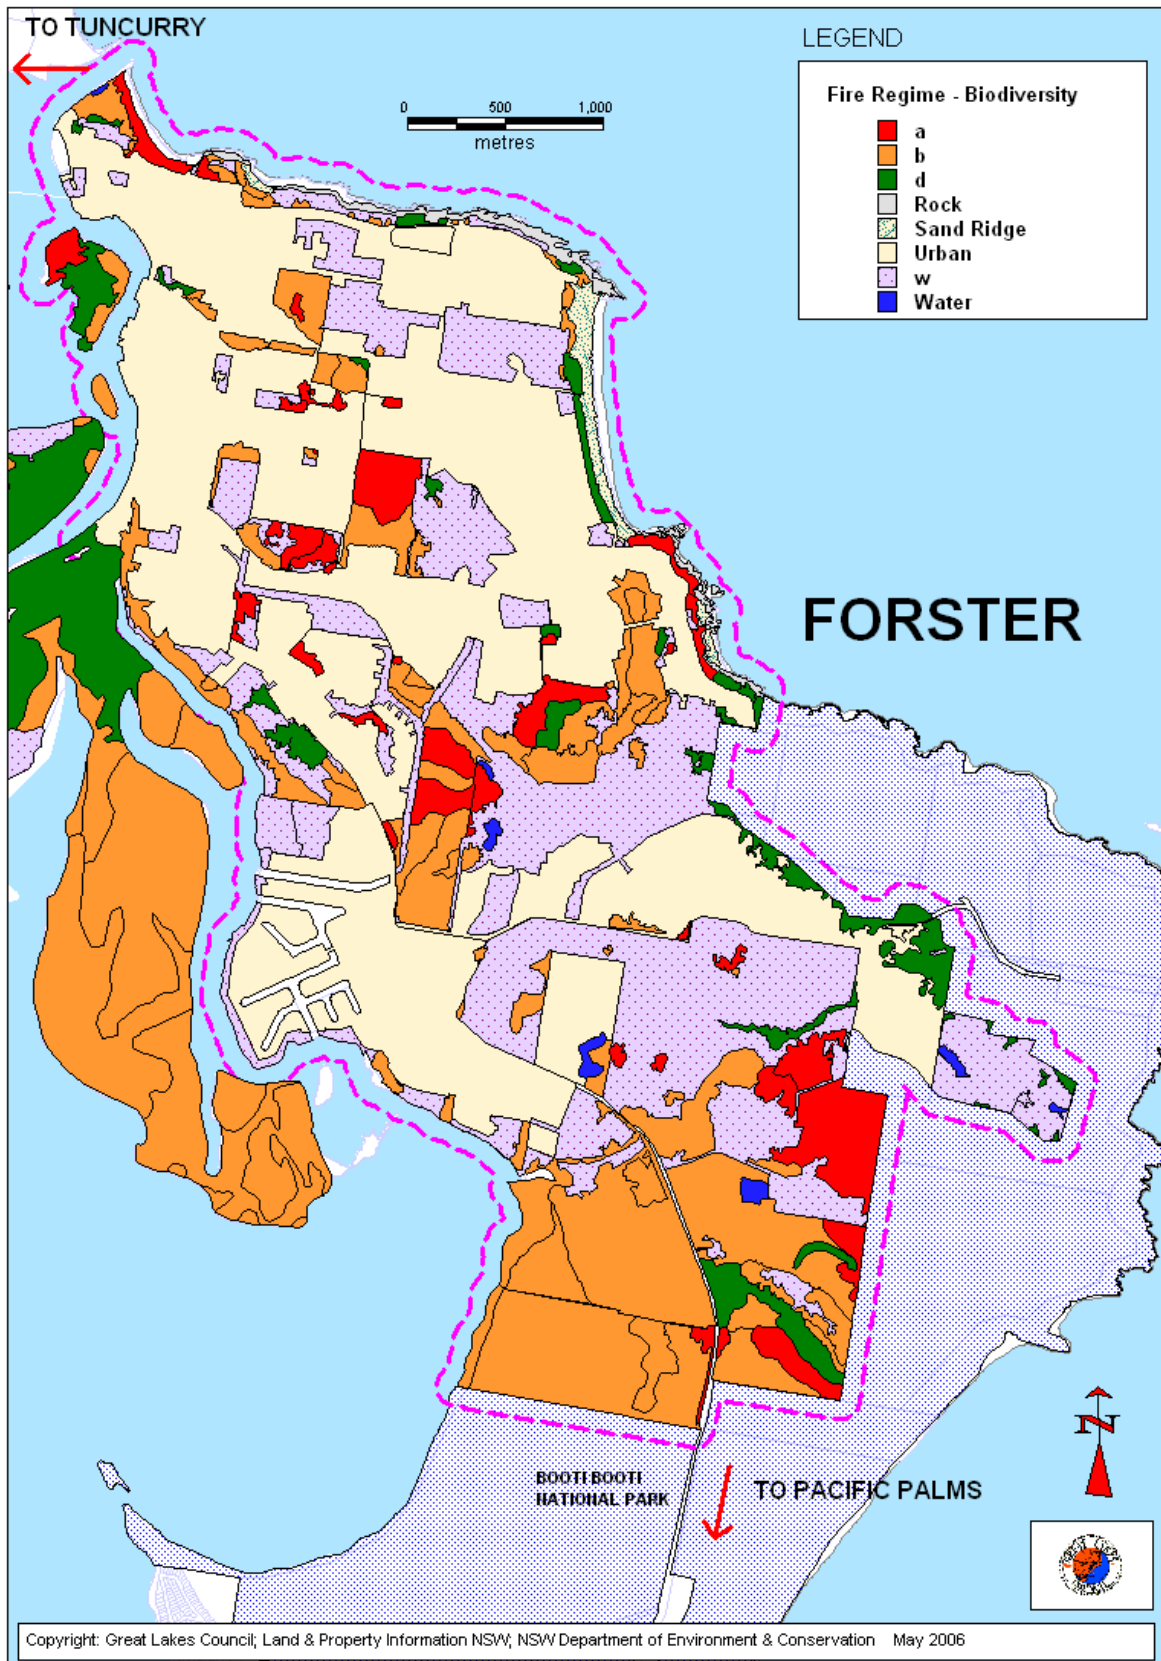 TO TUNCURRY
LEGEND
Fire Regime - Biodiversity
a
b
d
Rock
Sand Ridge
Urban
w
Water
0 500 1,000
metres
FORSTER
N
BOOTI BOOTI
NATIONAL PARK
TO PACIFIC PALMS
Copyright: Great Lakes Council; Land & Property Information NSW; NSW Department of Environment & Conservation May 2006